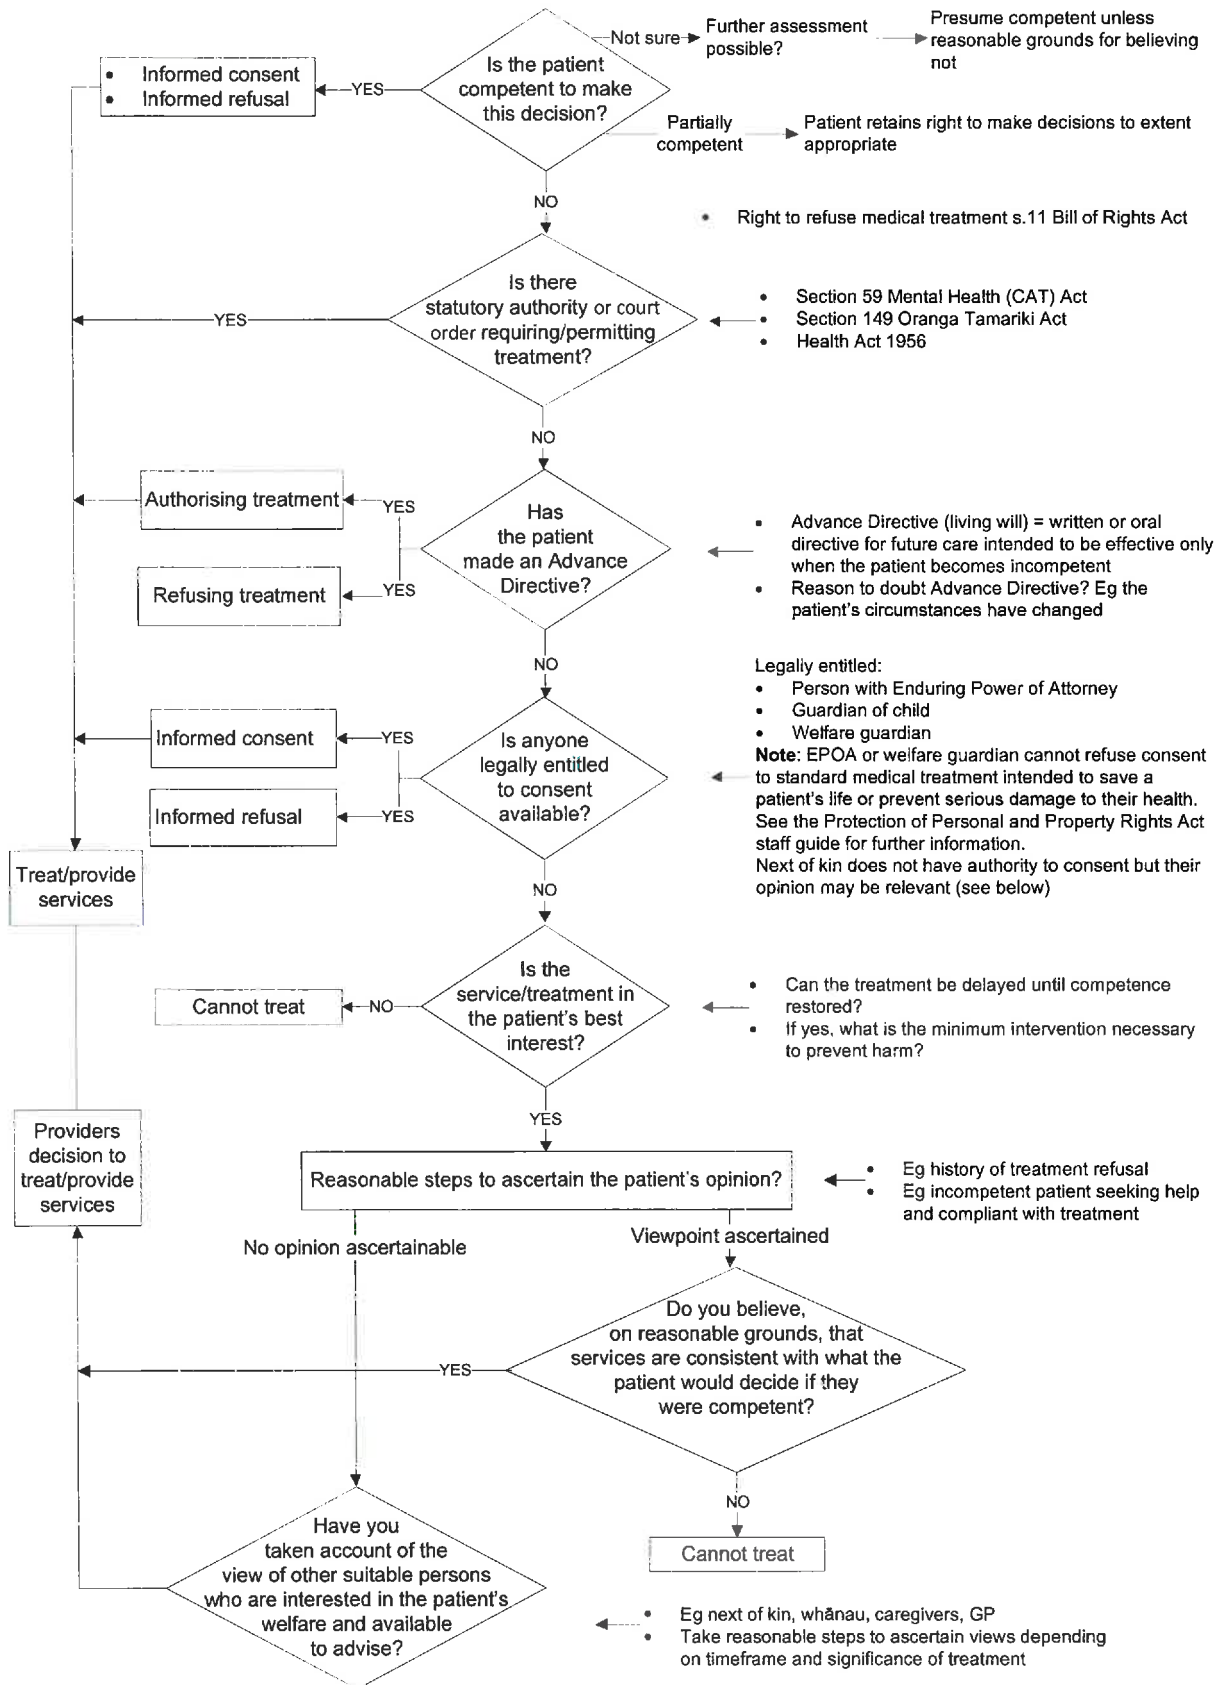 Is the patient
competent to make
this decision?
Not sure
Further assessment
possible?
Presume competent unless
reasonable grounds for believing
not
YES
• Informed consent
• Informed refusal
Partially
competent
Patient retains right to make decisions to extent
appropriate
NO
• Right to refuse medical treatment s.11 Bill of Rights Act
Is there
statutory authority or court
order requiring/permitting
treatment?
YES
• Section 59 Mental Health (CAT) Act
• Section 149 Oranga Tamariki Act
• Health Act 1956
NO
Has
the patient
made an Advance
Directive?
YES
Authorising treatment
YES
Refusing treatment
• Advance Directive (living will) = written or oral
directive for future care intended to be effective only
when the patient becomes incompetent
• Reason to doubt Advance Directive? Eg the
patient's circumstances have changed
NO
Is anyone
legally entitled
to consent
available?
YES
Informed consent
YES
Informed refusal
Legally entitled:
• Person with Enduring Power of Attorney
• Guardian of child
• Welfare guardian
Note: EPOA or welfare guardian cannot refuse consent
to standard medical treatment intended to save a
patient's life or prevent serious damage to their health.
See the Protection of Personal and Property Rights Act
staff guide for further information.
Next of kin does not have authority to consent but their
opinion may be relevant (see below)
Treat/provide
services
NO
Is the
service/treatment in
the patient's best
interest?
NO
Cannot treat
• Can the treatment be delayed until competence
restored?
• If yes, what is the minimum intervention necessary
to prevent harm?
YES
Providers
decision to
treat/provide
services
Reasonable steps to ascertain the patient's opinion?
• Eg history of treatment refusal
• Eg incompetent patient seeking help
and compliant with treatment
No opinion ascertainable
Viewpoint ascertained
Do you believe,
on reasonable grounds, that
services are consistent with what the
patient would decide if they
were competent?
YES
NO
Cannot treat
Have you
taken account of the
view of other suitable persons
who are interested in the patient's
welfare and available
to advise?
• Eg next of kin, whānau, caregivers, GP
• Take reasonable steps to ascertain views depending
on timeframe and significance of treatment